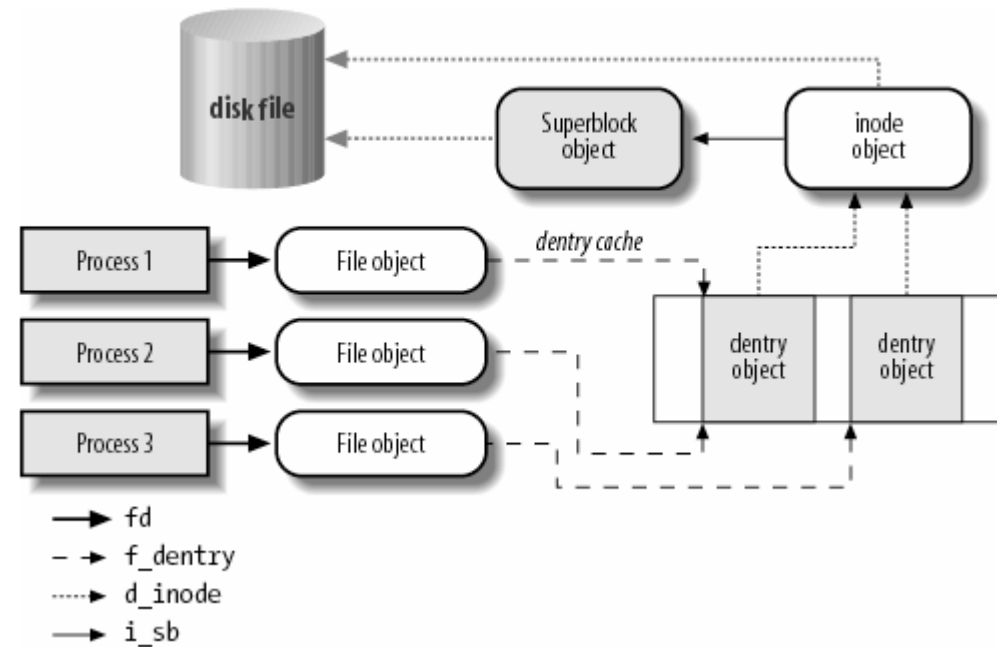 disk file
Superblock
object
inode
object
Process 1
File object
dentry cache
Process 2
File object
dentry
object
dentry
object
Process 3
File object
fd
f_dentry
d_inode
i_sb